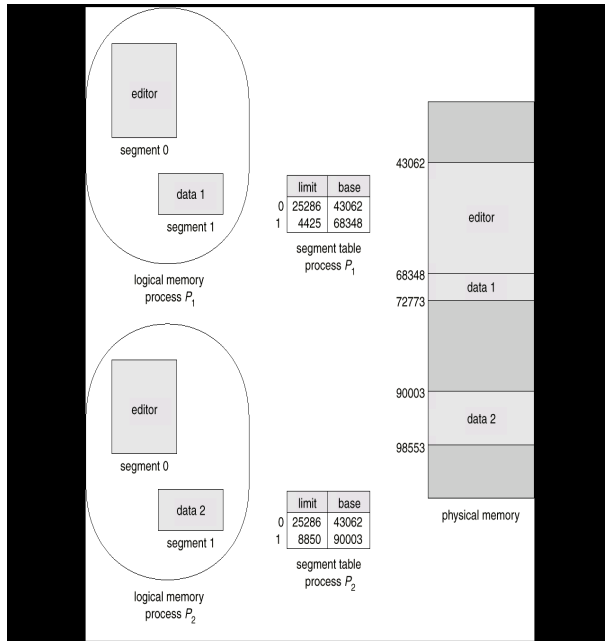 editor
segment 0
data 1
segment 1
logical memory
process P1
limit base
0 25286 43062
1 4425 68348
segment table
process P1
editor
segment 0
data 2
segment 1
logical memory
process P2
limit base
0 25286 43062
1 8850 90003
segment table
process P2
43062
editor
68348
data 1
72773
90003
data 2
98553
physical memory